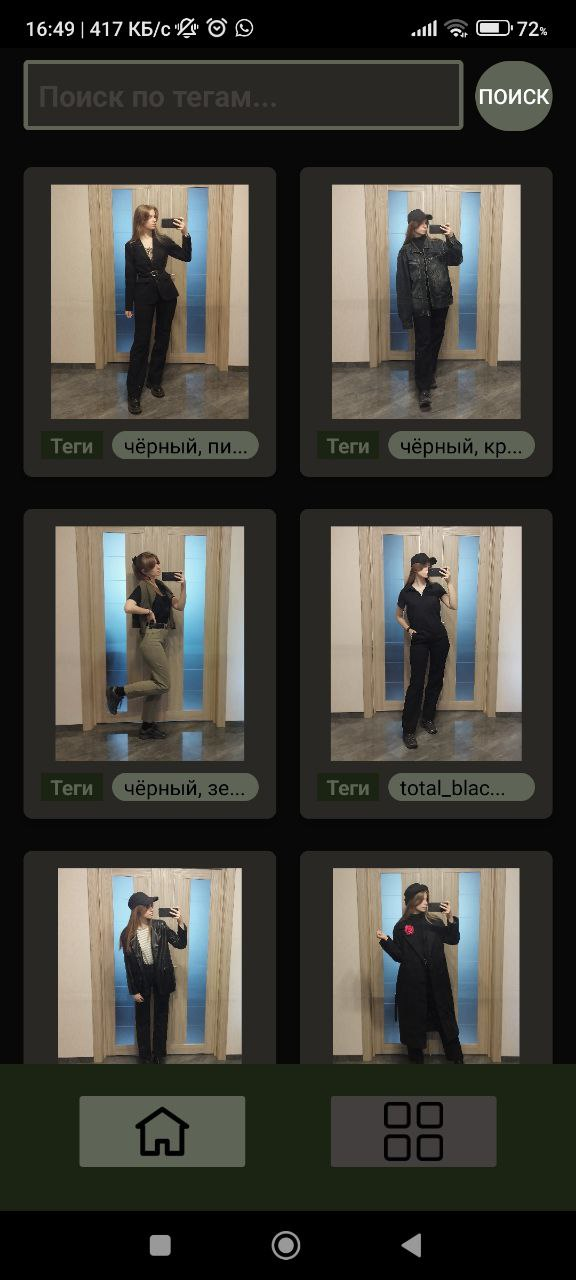 16:49 | 417 КБ/с 72%
Поиск по тегам...
ПОИСК
Теги чёрный, пи...
Теги чёрный, кр...
Теги чёрный, зе...
Теги total_blac...